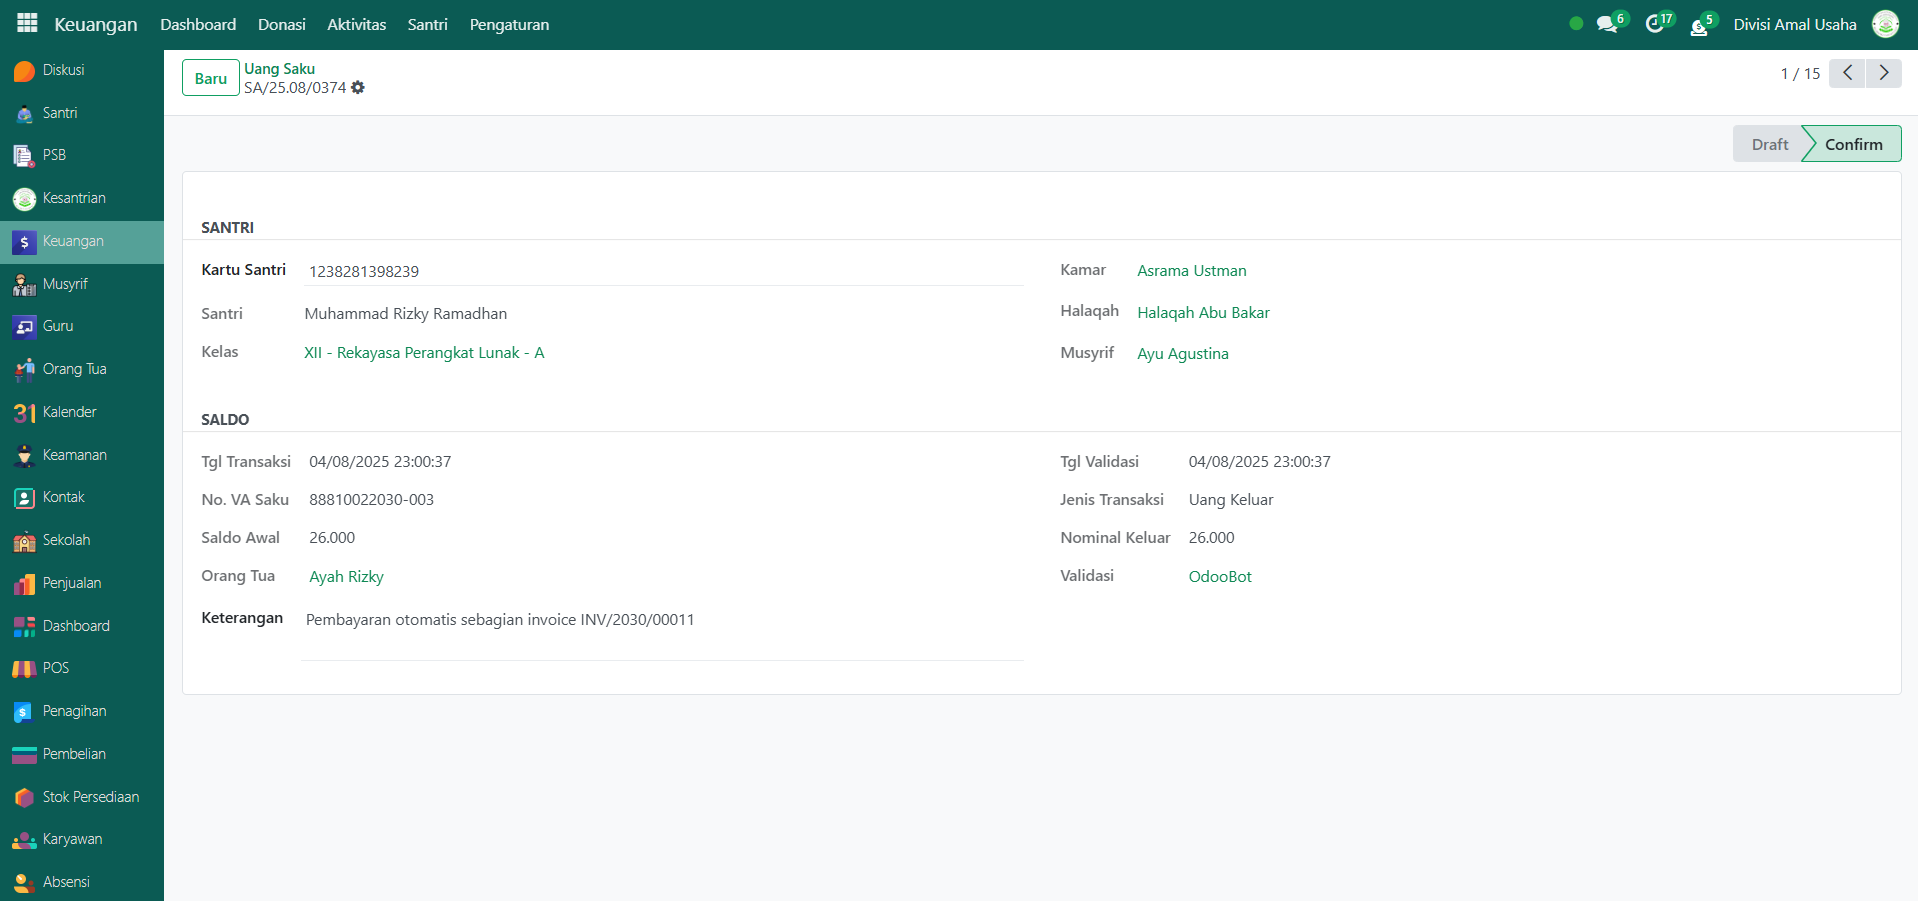 Keuangan Dashboard Donasi Aktivitas Santri Pengaturan 6 17 5 Divisi Amal Usaha
Diskusi
Santri
PSB
Kesantrian
Keuangan
Musyrif
Guru
Orang Tua
31 Kalender
Keamanan
Kontak
Sekolah
Penjualan
Dashboard
POS
Penagihan
Pembelian
Stok Persediaan
Karyawan
Absensi
Baru
Uang Saku
SA/25.08/0374
1 / 15
Draft Confirm
SANTRI
Kartu Santri 1238281398239
Santri Muhammad Rizky Ramadhan
Kelas XII - Rekayasa Perangkat Lunak - A
Kamar Asrama Ustman
Halaqah Halaqah Abu Bakar
Musyrif Ayu Agustina
SALDO
Tgl Transaksi 04/08/2025 23:00:37
No. VA Saku 88810022030-003
Saldo Awal 26.000
Orang Tua Ayah Rizky
Keterangan Pembayaran otomatis sebagian invoice INV/2030/00011
Tgl Validasi 04/08/2025 23:00:37
Jenis Transaksi Uang Keluar
Nominal Keluar 26.000
Validasi OdooBot